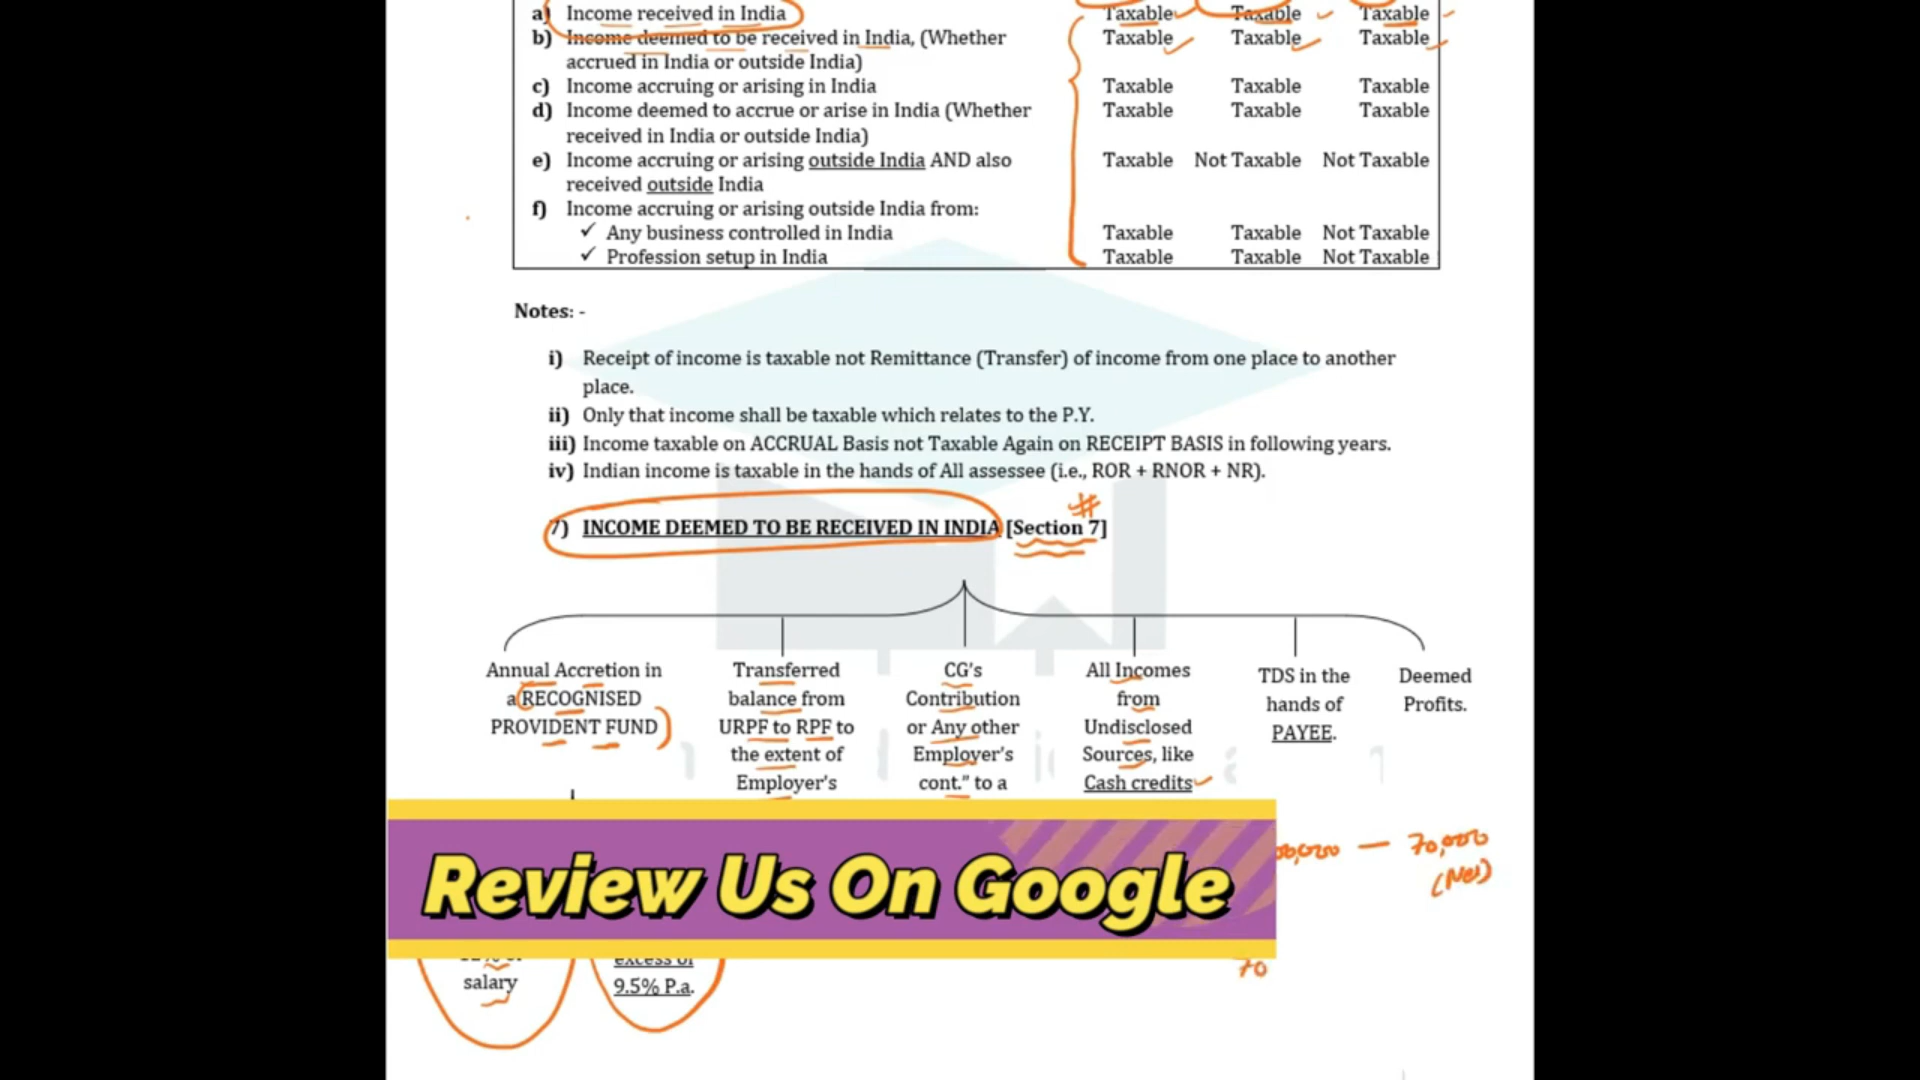 a) Income received in India Taxable Taxable Taxable
b) Income deemed to be received in India, (Whether Taxable Taxable Taxable
accrued in India or outside India)
c) Income accruing or arising in India Taxable Taxable Taxable
d) Income deemed to accrue or arise in India (Whether Taxable Taxable Taxable
received in India or outside India)
e) Income accruing or arising outside India AND also Taxable Not Taxable Not Taxable
received outside India
f) Income accruing or arising outside India from:
✓ Any business controlled in India Taxable Taxable Not Taxable
✓ Profession setup in India Taxable Taxable Not Taxable
Notes: -
i) Receipt of income is taxable not Remittance (Transfer) of income from one place to another
place.
ii) Only that income shall be taxable which relates to the P.Y.
iii) Income taxable on ACCRUAL Basis not Taxable Again on RECEIPT BASIS in following years.
iv) Indian income is taxable in the hands of All assessee (i.e., ROR + RNOR + NR).
#
7) INCOME DEEMED TO BE RECEIVED IN INDIA [Section 7]
Annual Accretion in
a RECOGNISED
PROVIDENT FUND
Transferred
balance from
URPF to RPF to
the extent of
Employer's
CG's
Contribution
or Any other
Employer's
cont." to a
All Incomes
from
Undisclosed
Sources, like
Cash credits
TDS in the
hands of
PAYEE.
Deemed
Profits.
— 70,000
Review Us On Google
70
salary
excess of
9.5% P.a.